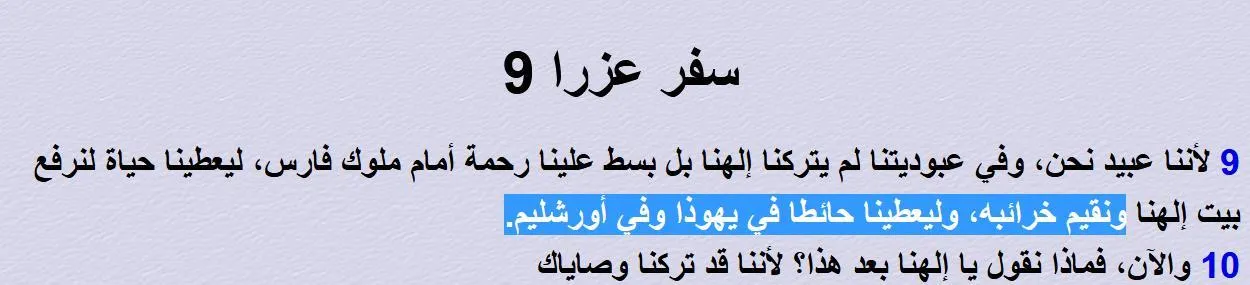 سفر عزرا 9
9 لأننا عبيد نحن، وفي عبوديتنا لم يتركنا إلهنا بل بسط علينا رحمة أمام ملوك فارس، ليعطينا حياة لنرفع
بيت إلهنا ونقيم خرائبه، وليعطينا حائطا في يهوذا وفي أورشليم.
10 والآن، فماذا نقول يا إلهنا بعد هذا؟ لأننا قد تركنا وصاياك